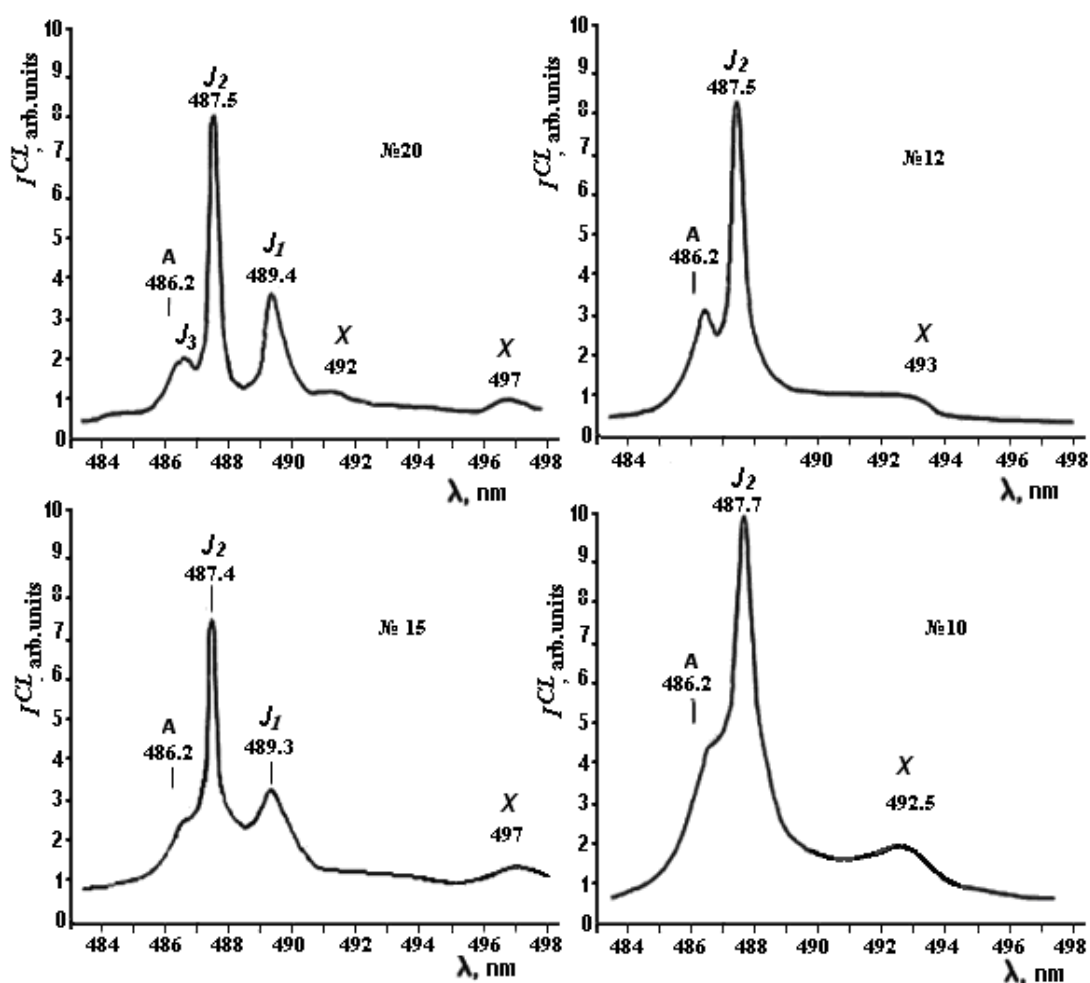 10
9
8
7
6
5
4
3
2
1
0
I^CL, arb.units
J2
487.5
№20
A
486.2
J1
489.4
J3
X
492
X
497
484 486 488 490 492 494 496 498
λ, nm
10
9
8
7
6
5
4
3
2
1
0
I^CL, arb.units
J2
487.5
№12
A
486.2
X
493
484 490 492 494 496 498
λ, nm
10
9
8
7
6
5
4
3
2
1
0
I^CL, arb.units
J2
487.4
№ 15
A
486.2
J1
489.3
X
497
484 486 488 490 492 494 496 498
λ, nm
10
9
8
7
6
5
4
3
2
1
0
I^CL, arb.units
J2
487.7
№10
A
486.2
X
492.5
484 486 488 490 492 494 496 498
λ, nm